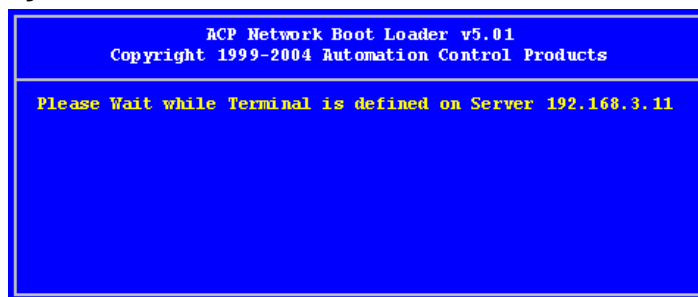 ACP Network Boot Loader v5.01
Copyright 1999-2004 Automation Control Products
Please Wait while Terminal is defined on Server 192.168.3.11